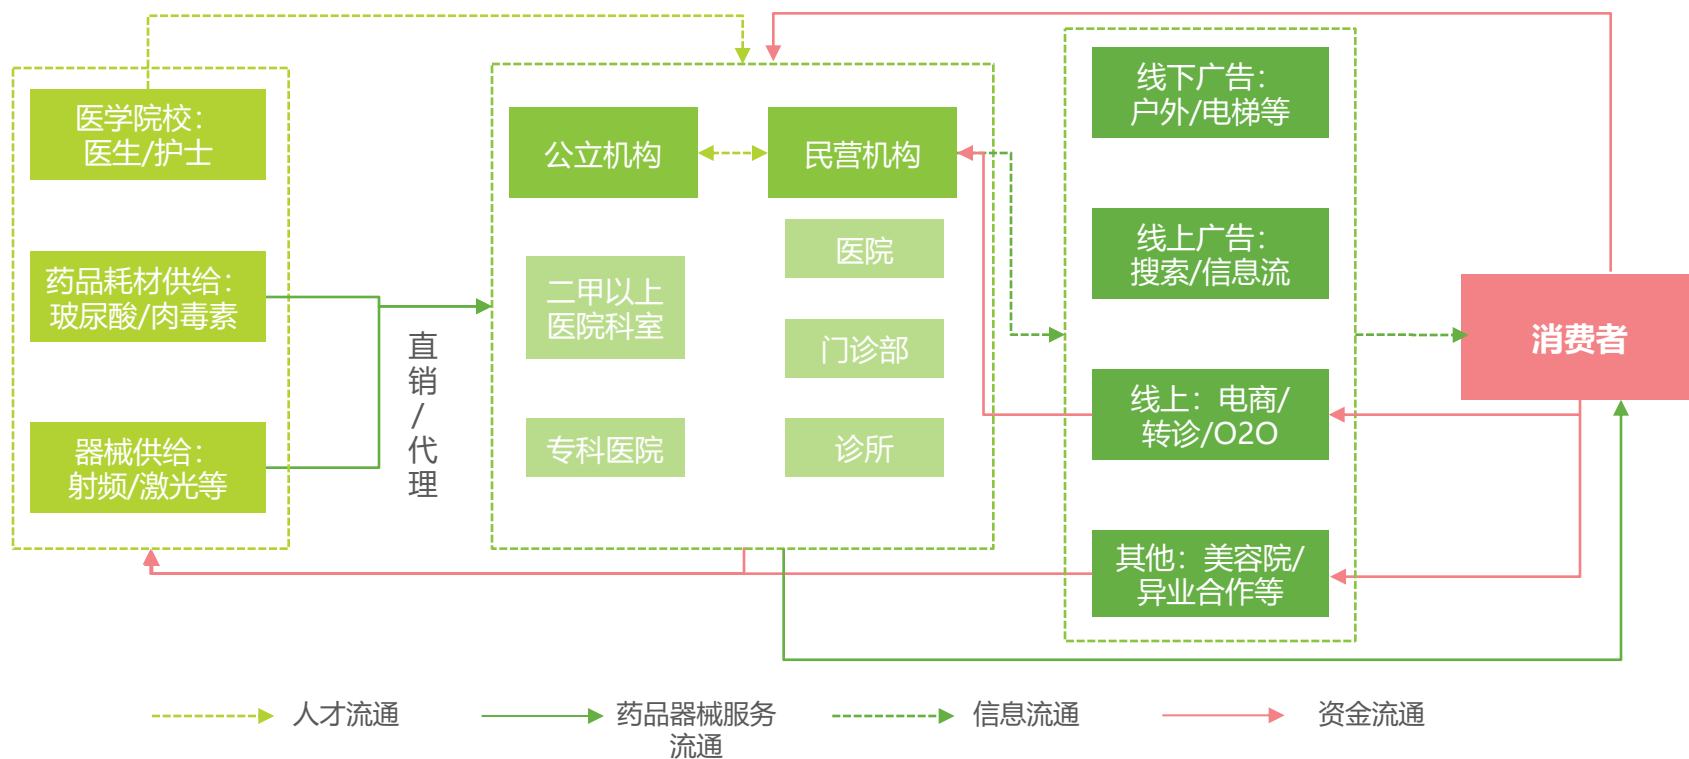 医学院校：
医生/护士
药品耗材供给：
玻尿酸/肉毒素
器械供给：
射频/激光等
直
销
/
代
理
公立机构
民营机构
二甲以上
医院科室
专科医院
医院
门诊部
诊所
线下广告：
户外/电梯等
线上广告：
搜索/信息流
线上：电商/
转诊/O2O
其他：美容院/
异业合作等
消费者
人才流通
药品器械服务
流通
信息流通
资金流通